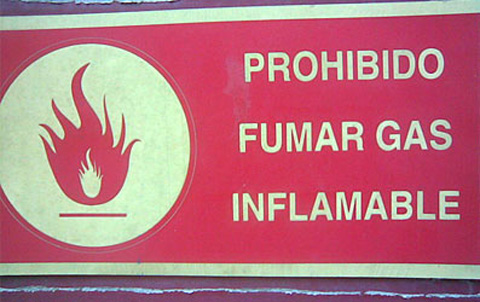 PROHIBIDO
FUMAR GAS
INFLAMABLE